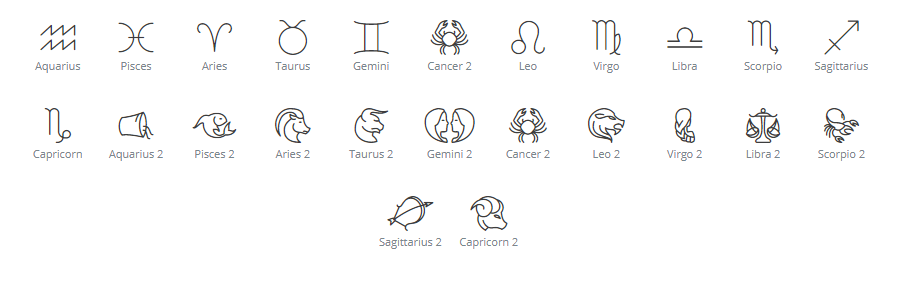 Aquarius Pisces Aries Taurus Gemini Cancer 2 Leo Virgo Libra Scorpio Sagittarius
Capricorn Aquarius 2 Pisces 2 Aries 2 Taurus 2 Gemini 2 Cancer 2 Leo 2 Virgo 2 Libra 2 Scorpio 2
Sagittarius 2 Capricorn 2